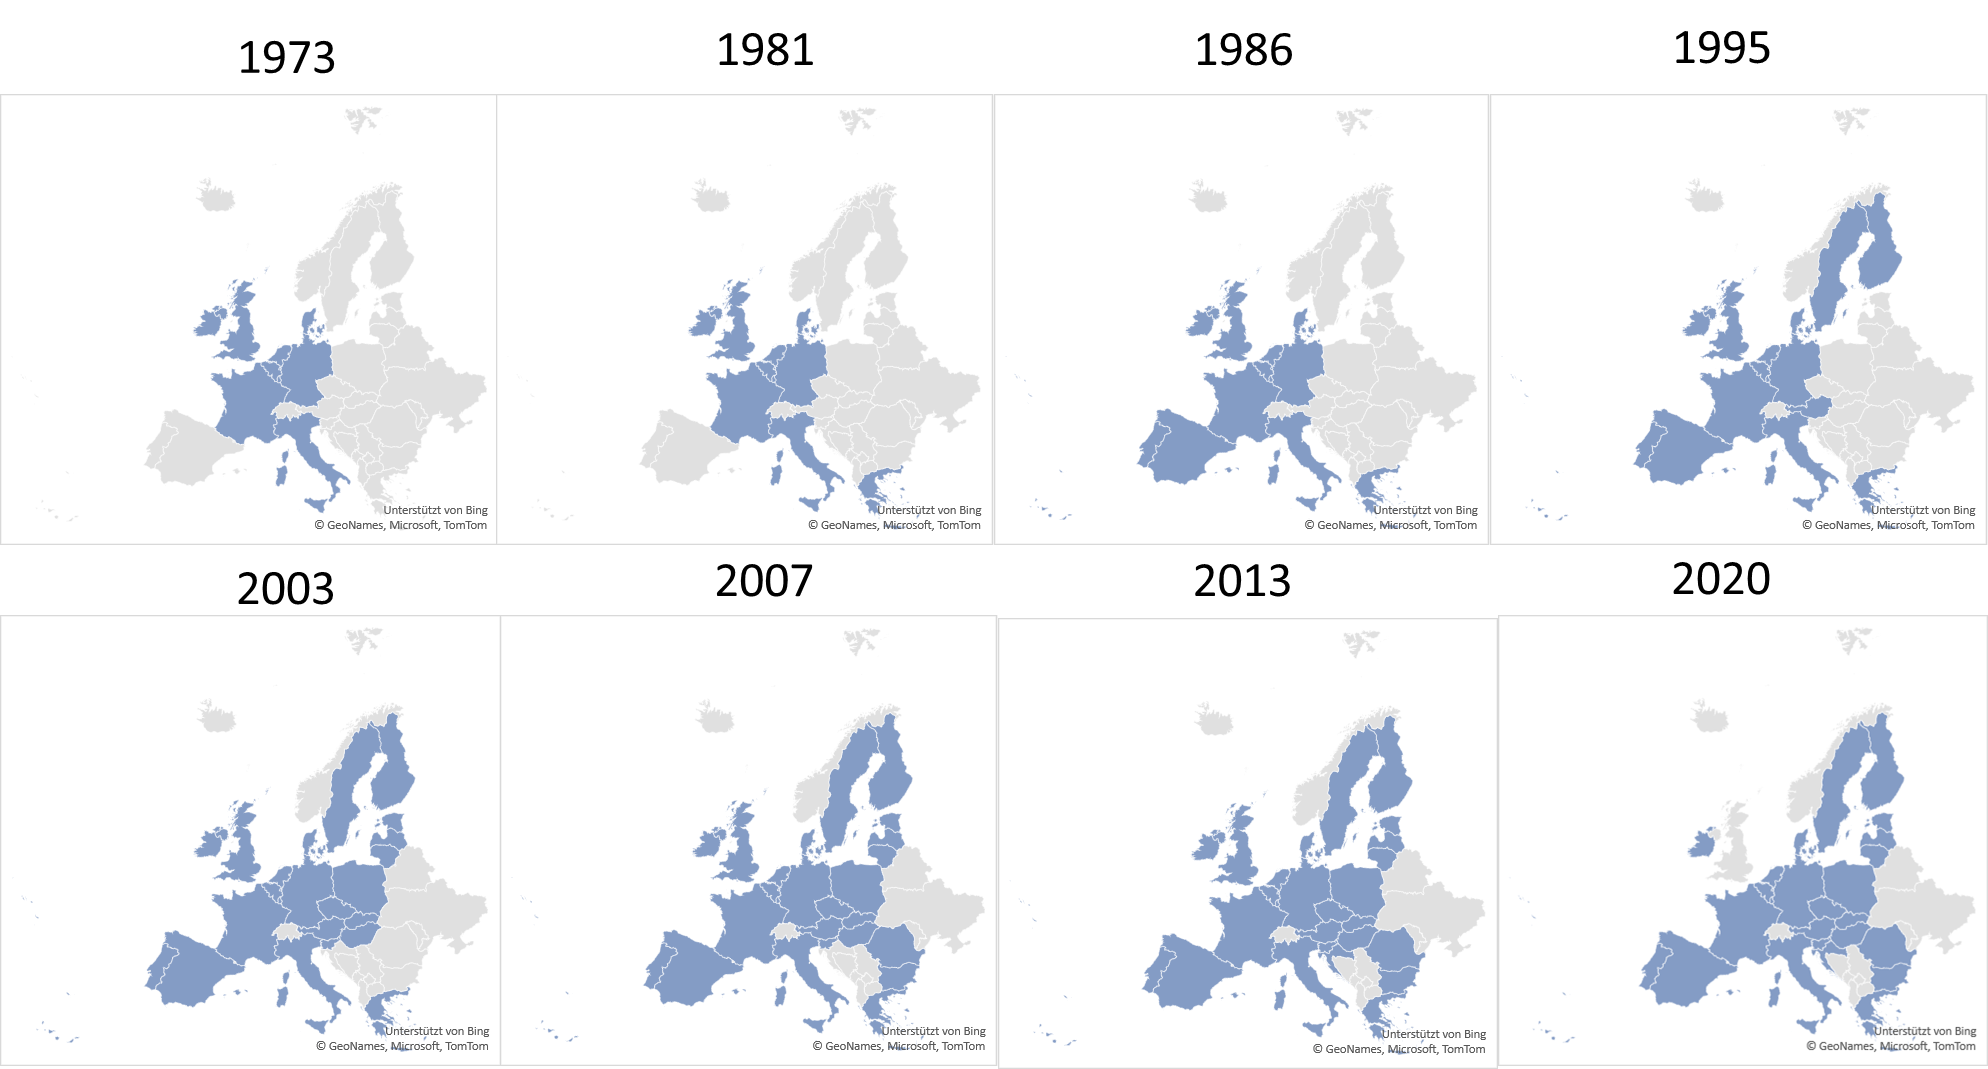 1973
1981
1986
1995
Unterstützt von Bing
© GeoNames, Microsoft, TomTom
Unterstützt von Bing
© GeoNames, Microsoft, TomTom
Unterstützt von Bing
© GeoNames, Microsoft, TomTom
Unterstützt von Bing
© GeoNames, Microsoft, TomTom
2003
2007
2013
2020
Unterstützt von Bing
© GeoNames, Microsoft, TomTom
Unterstützt von Bing
© GeoNames, Microsoft, TomTom
Unterstützt von Bing
© GeoNames, Microsoft, TomTom
Unterstützt von Bing
© GeoNames, Microsoft, TomTom